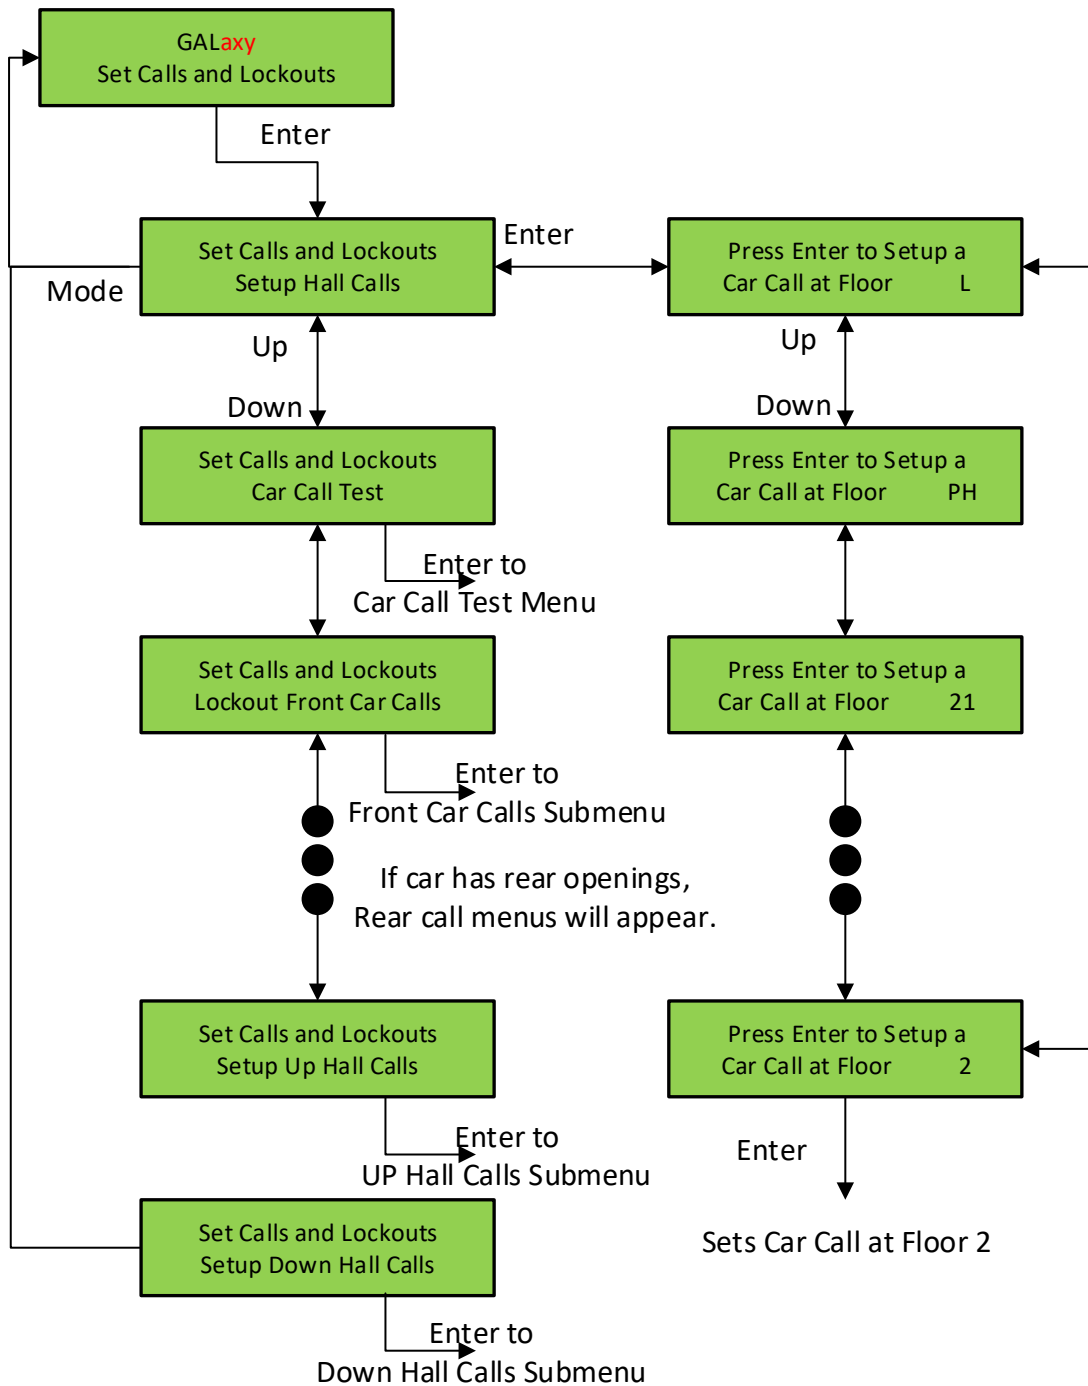 GALaxy
Set Calls and Lockouts
Enter
Set Calls and Lockouts
Setup Hall Calls
Enter
Press Enter to Setup a
Car Call at Floor L
Mode
Up
Down
Up
Down
Set Calls and Lockouts
Car Call Test
Press Enter to Setup a
Car Call at Floor PH
Enter to
Car Call Test Menu
Set Calls and Lockouts
Lockout Front Car Calls
Press Enter to Setup a
Car Call at Floor 21
Enter to
Front Car Calls Submenu
If car has rear openings,
Rear call menus will appear.
Set Calls and Lockouts
Setup Up Hall Calls
Press Enter to Setup a
Car Call at Floor 2
Enter to
UP Hall Calls Submenu
Enter
Set Calls and Lockouts
Setup Down Hall Calls
Sets Car Call at Floor 2
Enter to
Down Hall Calls Submenu